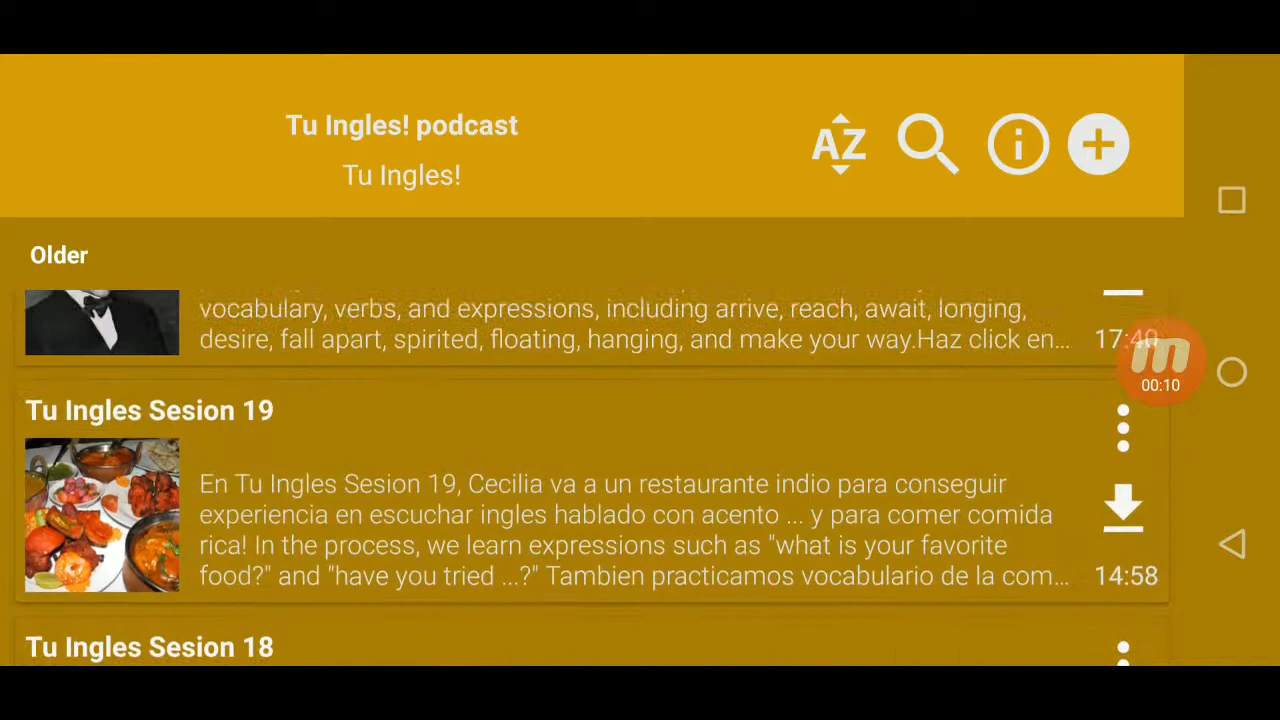 Tu Ingles! podcast
Tu Ingles!
AZ
Older
vocabulary, verbs, and expressions, including arrive, reach, await, longing,
desire, fall apart, spirited, floating, hanging, and make your way.Haz click en...
17:40
00:10
Tu Ingles Sesion 19
En Tu Ingles Sesion 19, Cecilia va a un restaurante indio para conseguir
experiencia en escuchar ingles hablado con acento ... y para comer comida
rica! In the process, we learn expressions such as "what is your favorite
food?" and "have you tried ...?" Tambien practicamos vocabulario de la com...
14:58
Tu Ingles Sesion 18